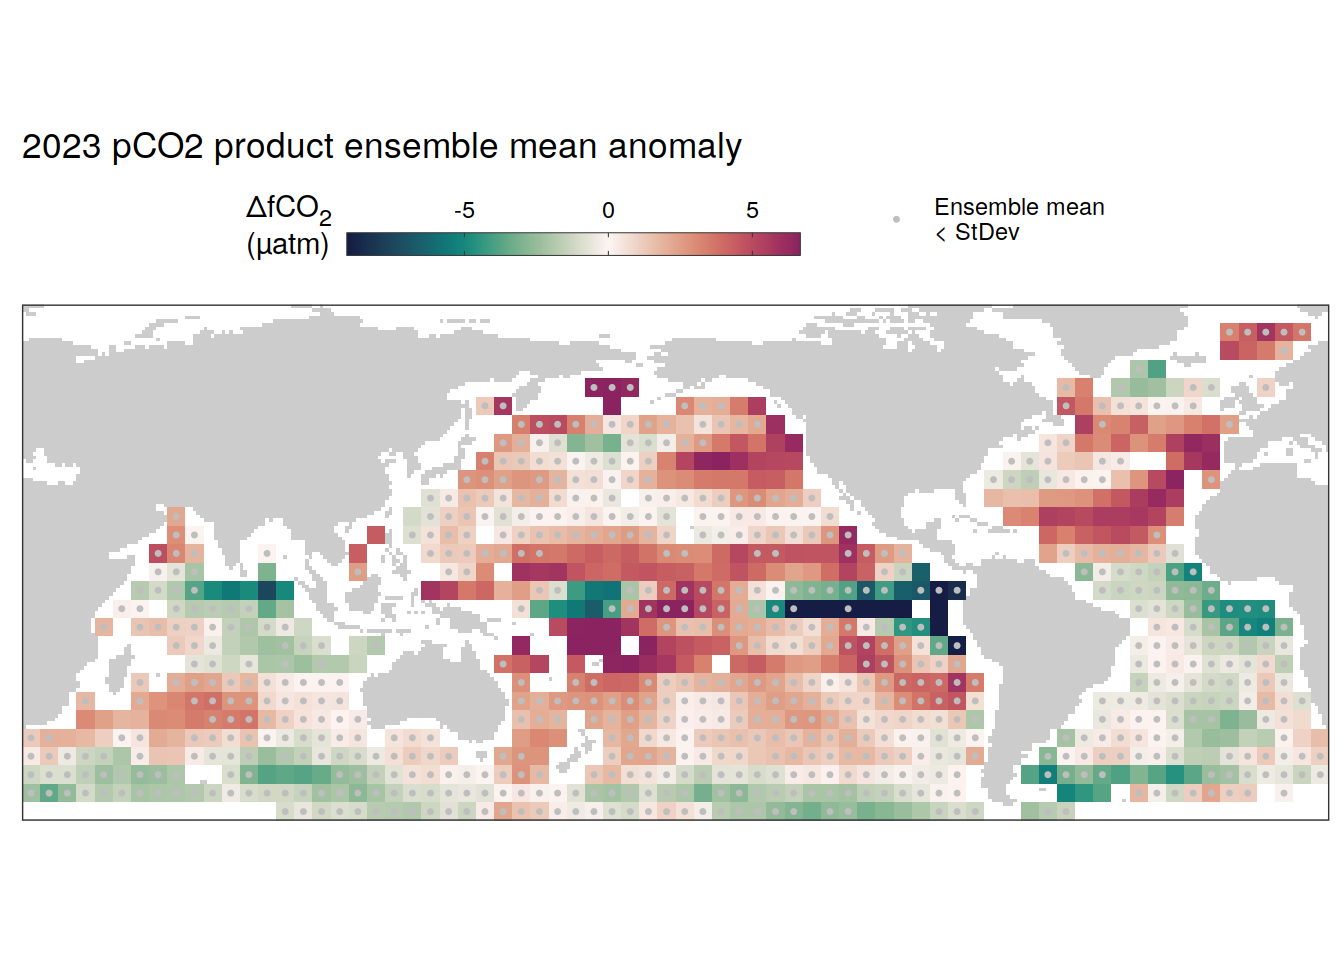 2023 pCO2 product ensemble mean anomaly
ΔfCO₂
(µatm)
-5 0 5
Ensemble mean
< StDev